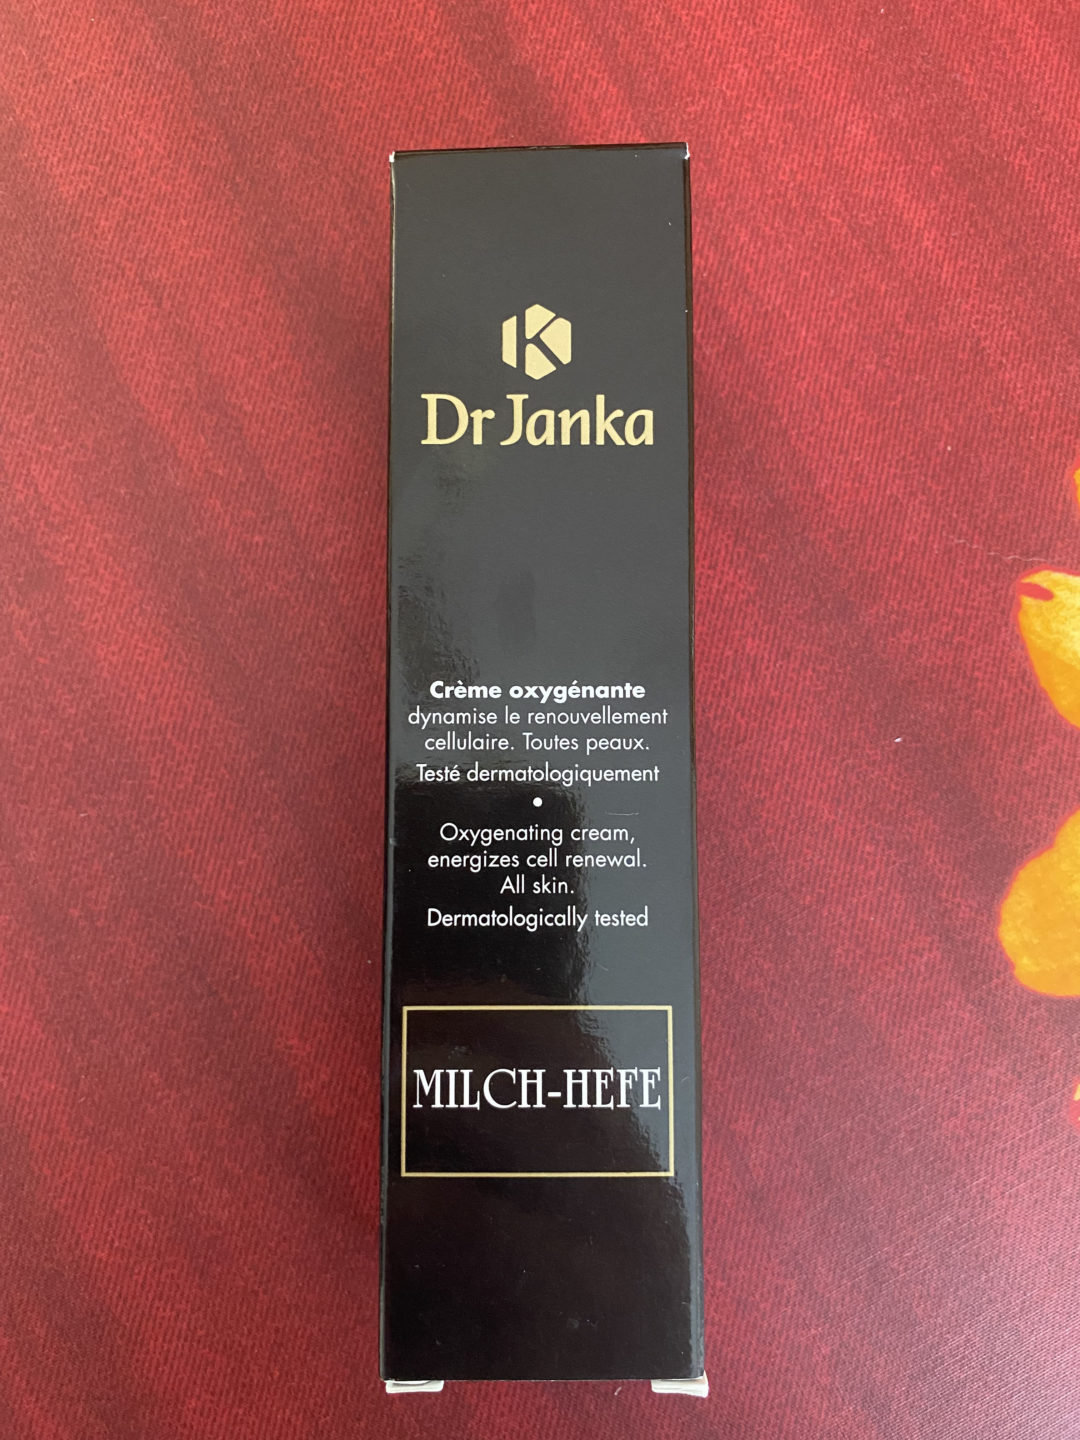 K
Dr Janka
Crème oxygénante
dynamise le renouvellement
cellulaire. Toutes peaux.
Testé dermatologiquement
•
Oxygenating cream,
energizes cell renewal.
All skin.
Dermatologically tested
MILCH-HEFE